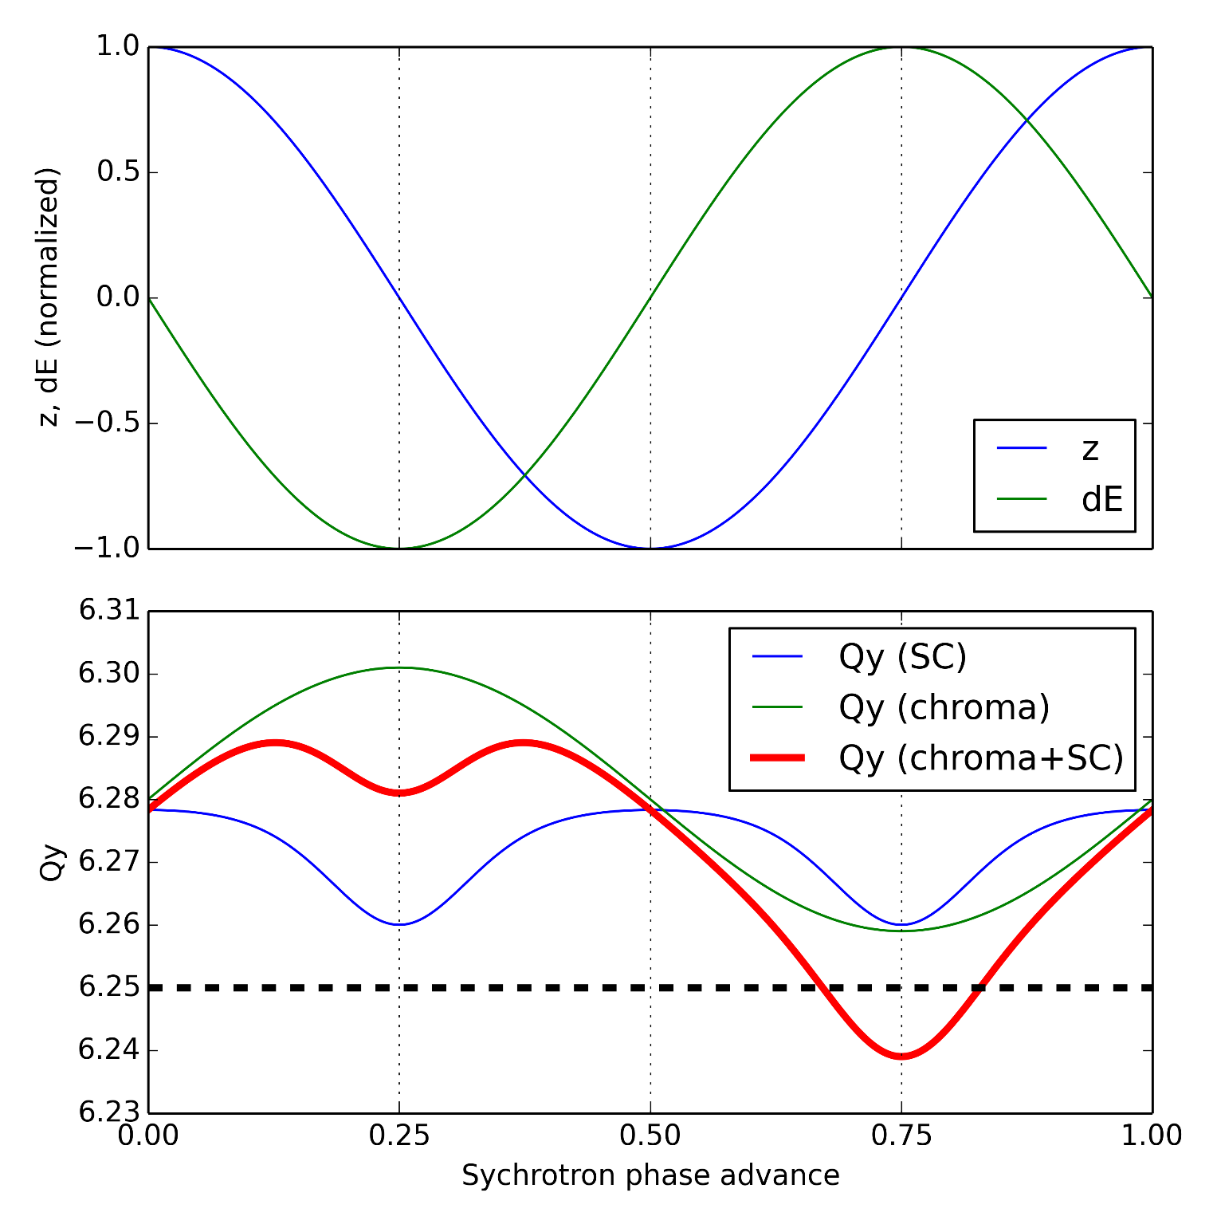 1.0
0.5
0.0
−0.5
−1.0
z, dE (normalized)
z
dE
6.31
6.30
6.29
6.28
6.27
6.26
6.25
6.24
6.23
Qy
Qy (SC)
Qy (chroma)
Qy (chroma+SC)
0.00 0.25 0.50 0.75 1.00
Sychrotron phase advance